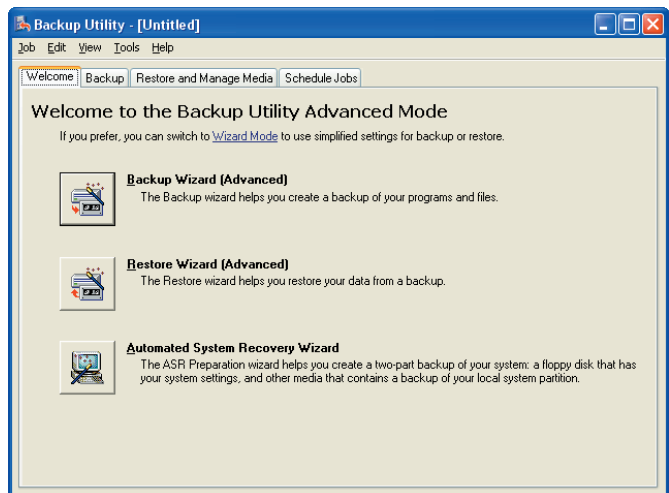 Backup Utility - [Untitled]
Job Edit View Tools Help
Welcome Backup Restore and Manage Media Schedule Jobs
Welcome to the Backup Utility Advanced Mode
If you prefer, you can switch to Wizard Mode to use simplified settings for backup or restore.
Backup Wizard (Advanced)
The Backup wizard helps you create a backup of your programs and files.
Restore Wizard (Advanced)
The Restore wizard helps you restore your data from a backup.
Automated System Recovery Wizard
The ASR Preparation wizard helps you create a two-part backup of your system: a floppy disk that has
your system settings, and other media that contains a backup of your local system partition.